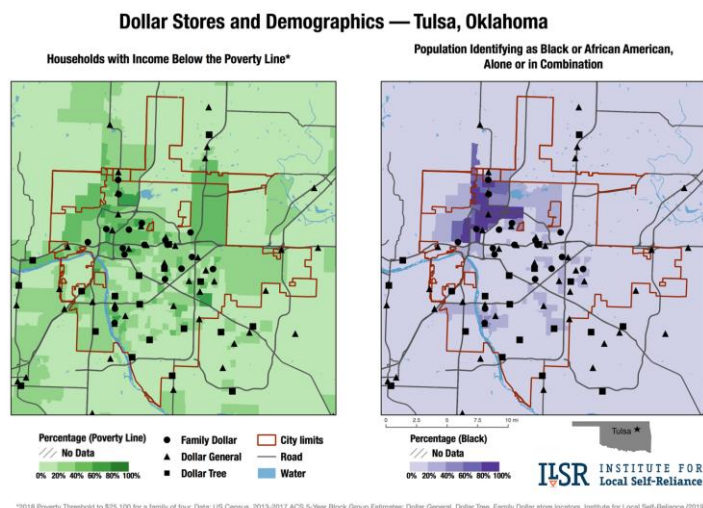 Dollar Stores and Demographics — Tulsa, Oklahoma
Households with Income Below the Poverty Line*
Population Identifying as Black or African American,
Alone or in Combination
Percentage (Poverty Line)
No Data
0% 20% 40% 60% 80% 100%
Family Dollar
Dollar General
Dollar Tree
City limits
Road
Water
0 2.5 5 7.5 10 mi
Percentage (Black)
No Data
0% 20% 40% 60% 80% 100%
Tulsa
ILSR INSTITUTE FOR
Local Self-Reliance
*2018 Poverty Threshold to $25,100 for a family of four. Data: US Census, 2013-2017 ACS 5-Year Block Group Estimates; Dollar General, Dollar Tree, Family Dollar store locators. Institute for Local Self-Reliance (2019